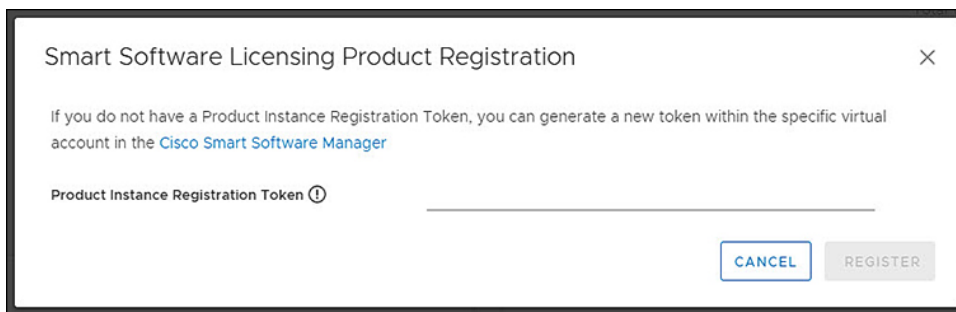 Smart Software Licensing Product Registration
If you do not have a Product Instance Registration Token, you can generate a new token within the specific virtual
account in the Cisco Smart Software Manager
Product Instance Registration Token
CANCEL
REGISTER